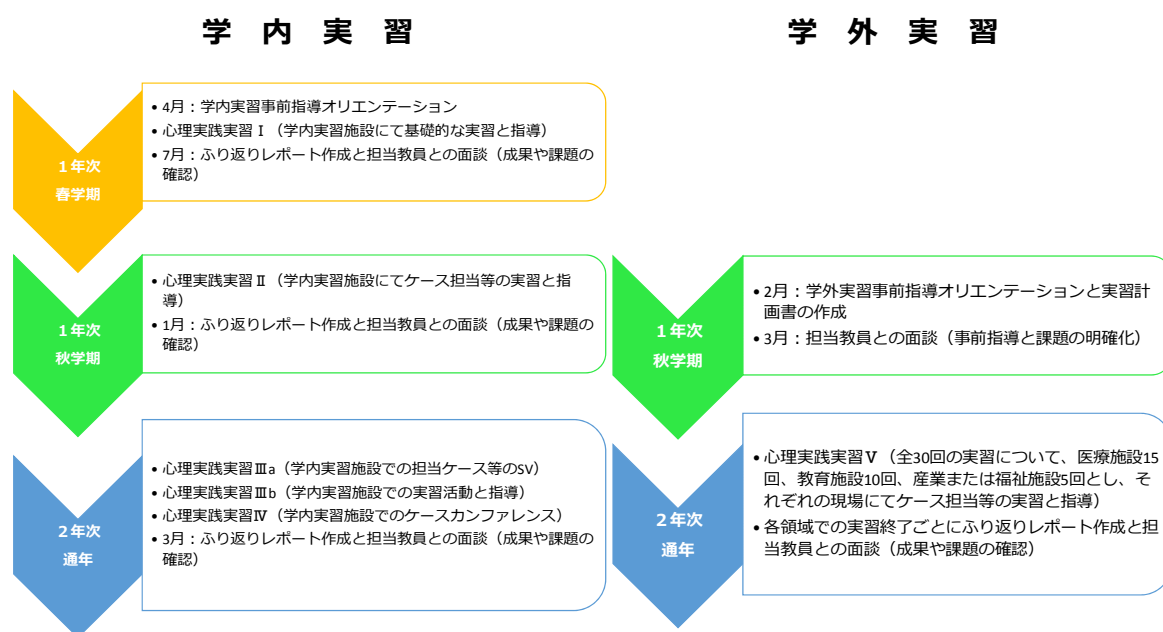 学 内 実 習
1年次
春学期
• 4月：学内実習事前指導オリエンテーション
• 心理実践実習Ⅰ（学内実習施設にて基礎的な実習と指導）
• 7月：ふり返りレポート作成と担当教員との面談（成果や課題の
確認）
1年次
秋学期
• 心理実践実習Ⅱ（学内実習施設にてケース担当等の実習と指
導）
• 1月：ふり返りレポート作成と担当教員との面談（成果や課題の
確認）
2年次
通年
• 心理実践実習Ⅲa（学内実習施設での担当ケース等のSV）
• 心理実践実習Ⅲb（学内実習施設での実習活動と指導）
• 心理実践実習Ⅳ（学内実習施設でのケースカンファレンス）
• 3月：ふり返りレポート作成と担当教員との面談（成果や課題の
確認）
学 外 実 習
1年次
秋学期
• 2月：学外実習事前指導オリエンテーションと実習計
画書の作成
• 3月：担当教員との面談（事前指導と課題の明確化）
2年次
通年
• 心理実践実習Ⅴ（全30回の実習について、医療施設15
回、教育施設10回、産業または福祉施設5回とし、そ
れぞれの現場にてケース担当等の実習と指導）
• 各領域での実習終了ごとにふり返りレポート作成と担
当教員との面談（成果や課題の確認）